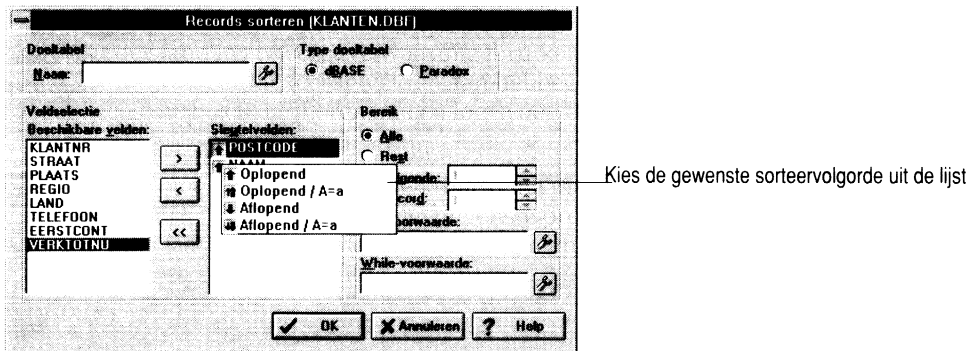 Records sorteren (KLANTEN.DBF)
Doeltabel
Naam:
Type doeltabel
dBASE
Paradox
Veldselectie
Beschikbare velden:
KLANTNR
STRAAT
PLAATS
REGIO
LAND
TELEFOON
EERSTCONT
VERKTOTNU
>
<
<<
Sleutelvelden:
POSTCODE
NAAM
Oplopend
Oplopend / A=a
Aflopend
Aflopend / A=a
Bereik
Alle
Rest
While-voorwaarde:
OK
Annuleren
Help
Kies de gewenste sorteervolgorde uit de lijst